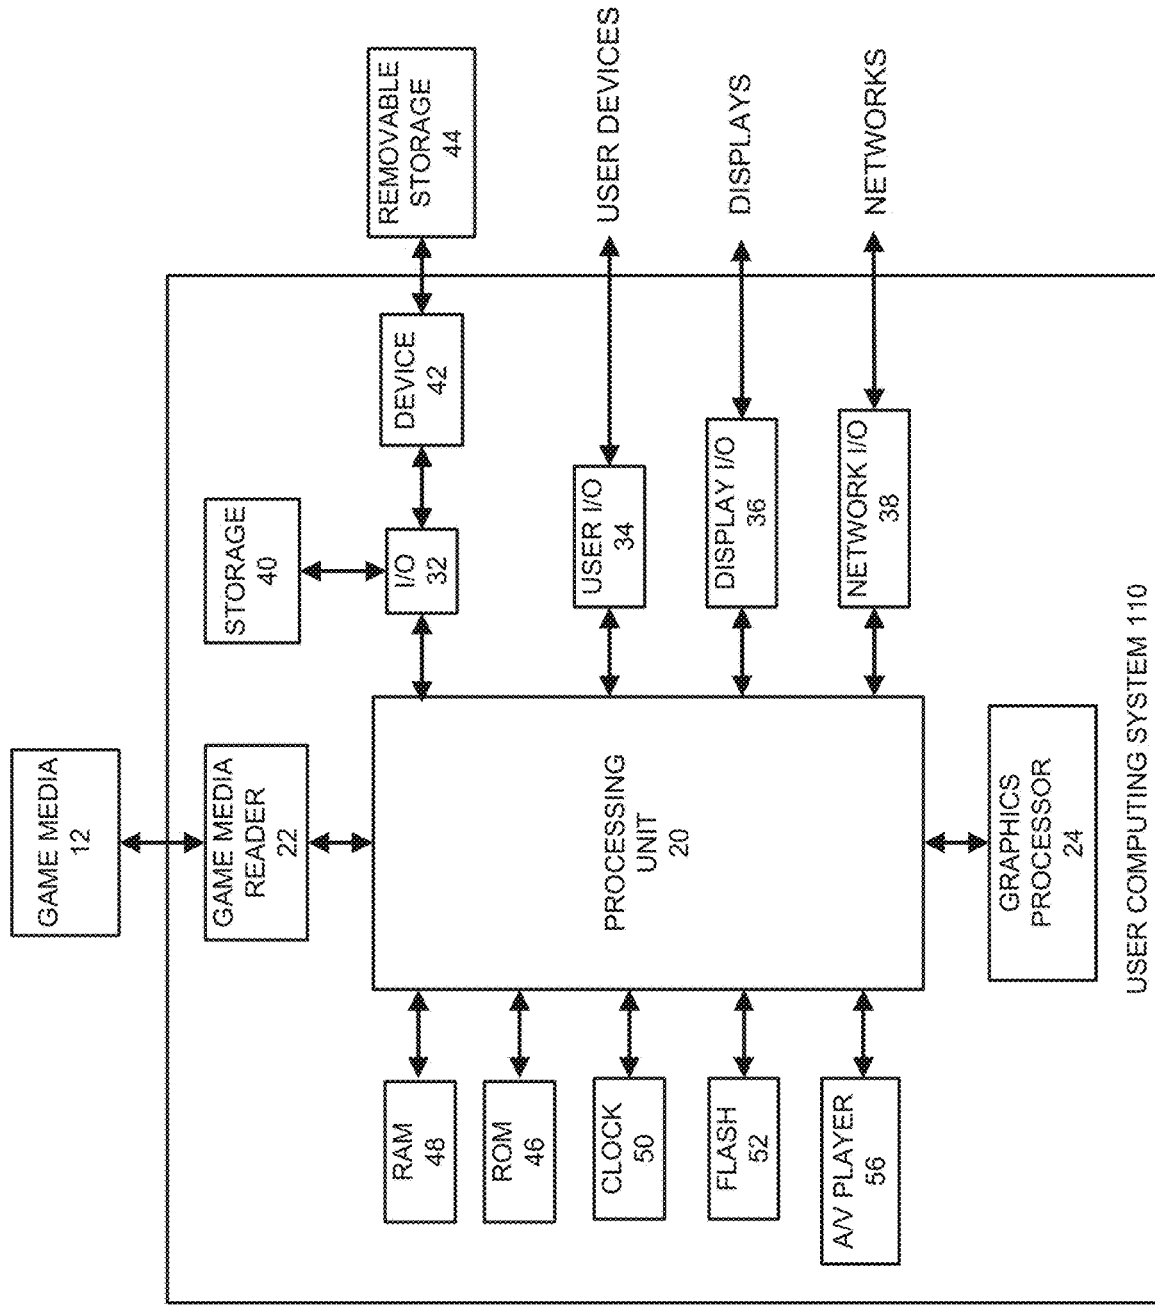 GAME MEDIA
12
GAME MEDIA
READER
22
STORAGE
40
I/O
32
DEVICE
42
REMOVABLE
STORAGE
44
RAM
48
ROM
46
CLOCK
50
FLASH
52
A/V PLAYER
56
PROCESSING
UNIT
20
USER I/O
34
USER DEVICES
DISPLAY I/O
36
DISPLAYS
NETWORK I/O
38
NETWORKS
GRAPHICS
PROCESSOR
24
USER COMPUTING SYSTEM 110